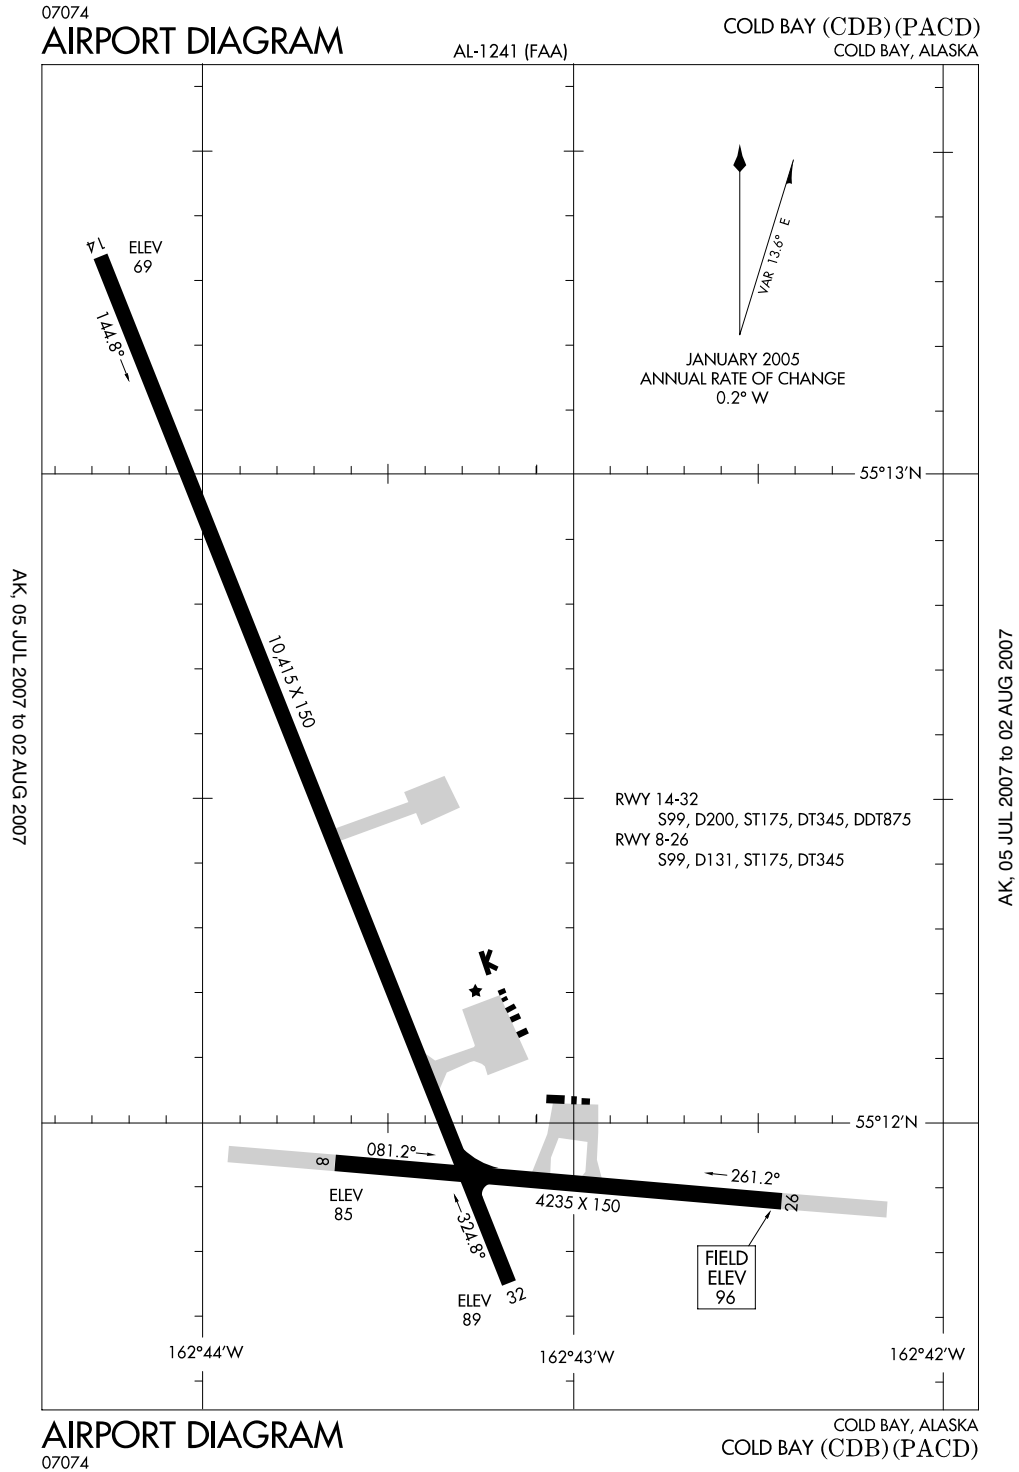 07074
AIRPORT DIAGRAM
AL-1241 (FAA)
COLD BAY (CDB) (PACD)
COLD BAY, ALASKA
14
ELEV
69
144.8°
VAR 13.6° E
JANUARY 2005
ANNUAL RATE OF CHANGE
0.2° W
55°13'N
10,415 X 150
RWY 14-32
S99, D200, ST175, DT345, DDT875
RWY 8-26
S99, D131, ST175, DT345
55°12'N
8
081.2°
261.2°
26
ELEV
85
4235 X 150
324.8°
FIELD
ELEV
96
ELEV
89
32
162°44'W
162°43'W
162°42'W
AK, 05 JUL 2007 to 02 AUG 2007
AK, 05 JUL 2007 to 02 AUG 2007
AIRPORT DIAGRAM
07074
COLD BAY, ALASKA
COLD BAY (CDB) (PACD)